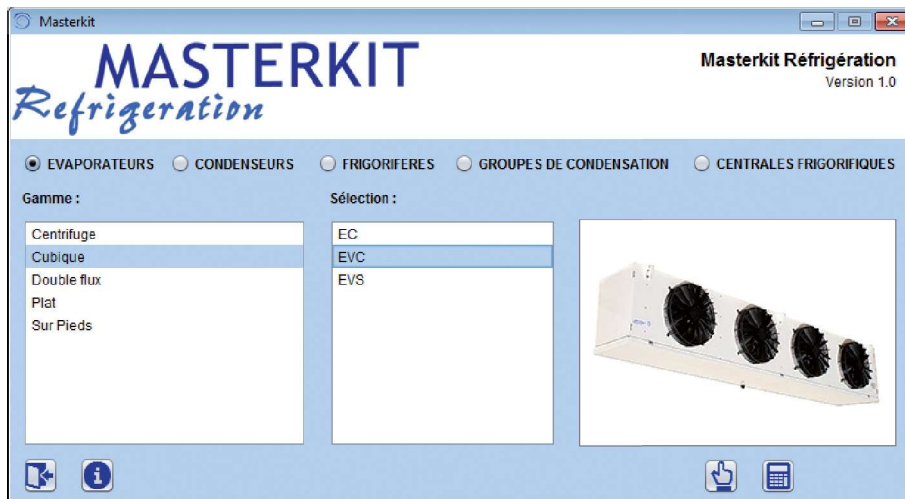 Masterkit
MASTERKIT
Refrigeration
Masterkit Réfrigération
Version 1.0
EVAPORATEURS CONDENSEURS FRIGORIFERES GROUPES DE CONDENSATION CENTRALES FRIGORIFIQUES
Gamme :
Centrifuge
Cubique
Double flux
Plat
Sur Pieds
Sélection :
EC
EVC
EVS